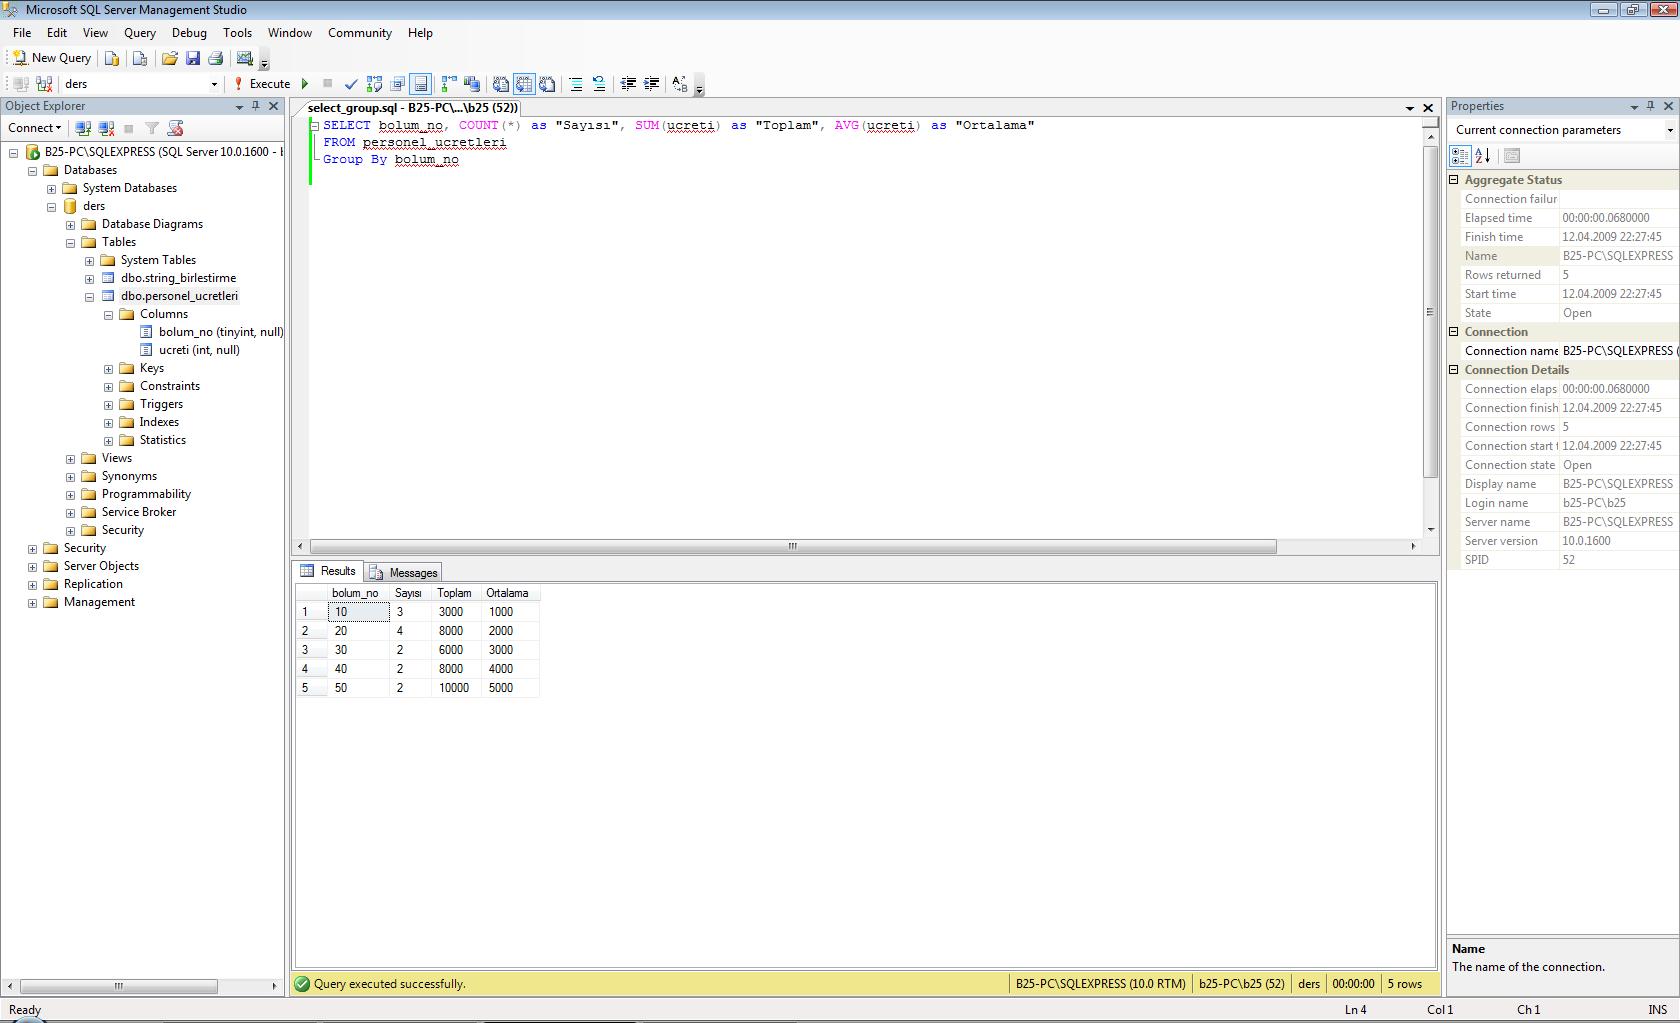 Microsoft SQL Server Management Studio
File Edit View Query Debug Tools Window Community Help
New Query
ders Execute
Object Explorer
Connect
B25-PC\SQLEXPRESS (SQL Server 10.0.1600 -
Databases
System Databases
ders
Database Diagrams
Tables
System Tables
dbo.string_birlestirme
dbo.personel_ucretleri
Columns
bolum_no (tinyint, null)
ucreti (int, null)
Keys
Constraints
Triggers
Indexes
Statistics
Views
Synonyms
Programmability
Service Broker
Security
Security
Server Objects
Replication
Management
select_group.sql - B25-PC\...\b25 (52))
SELECT bolum_no, COUNT(*) as "Sayısı", SUM(ucreti) as "Toplam", AVG(ucreti) as "Ortalama"
FROM personel_ucretleri
Group By bolum_no
Results Messages
bolum_no Sayısı Toplam Ortalama
1 10 3 3000 1000
2 20 4 8000 2000
3 30 2 6000 3000
4 40 2 8000 4000
5 50 2 10000 5000
Query executed successfully. B25-PC\SQLEXPRESS (10.0 RTM) b25-PC\b25 (52) ders 00:00:00 5 rows
Properties
Current connection parameters
Aggregate Status
Connection failur
Elapsed time 00:00:00.0680000
Finish time 12.04.2009 22:27:45
Name B25-PC\SQLEXPRESS
Rows returned 5
Start time 12.04.2009 22:27:45
State Open
Connection
Connection name B25-PC\SQLEXPRESS (
Connection Details
Connection elaps 00:00:00.0680000
Connection finish 12.04.2009 22:27:45
Connection rows 5
Connection start 12.04.2009 22:27:45
Connection state Open
Display name B25-PC\SQLEXPRESS
Login name b25-PC\b25
Server name B25-PC\SQLEXPRESS
Server version 10.0.1600
SPID 52
Name
The name of the connection.
Ready Ln 4 Col 1 Ch 1 INS